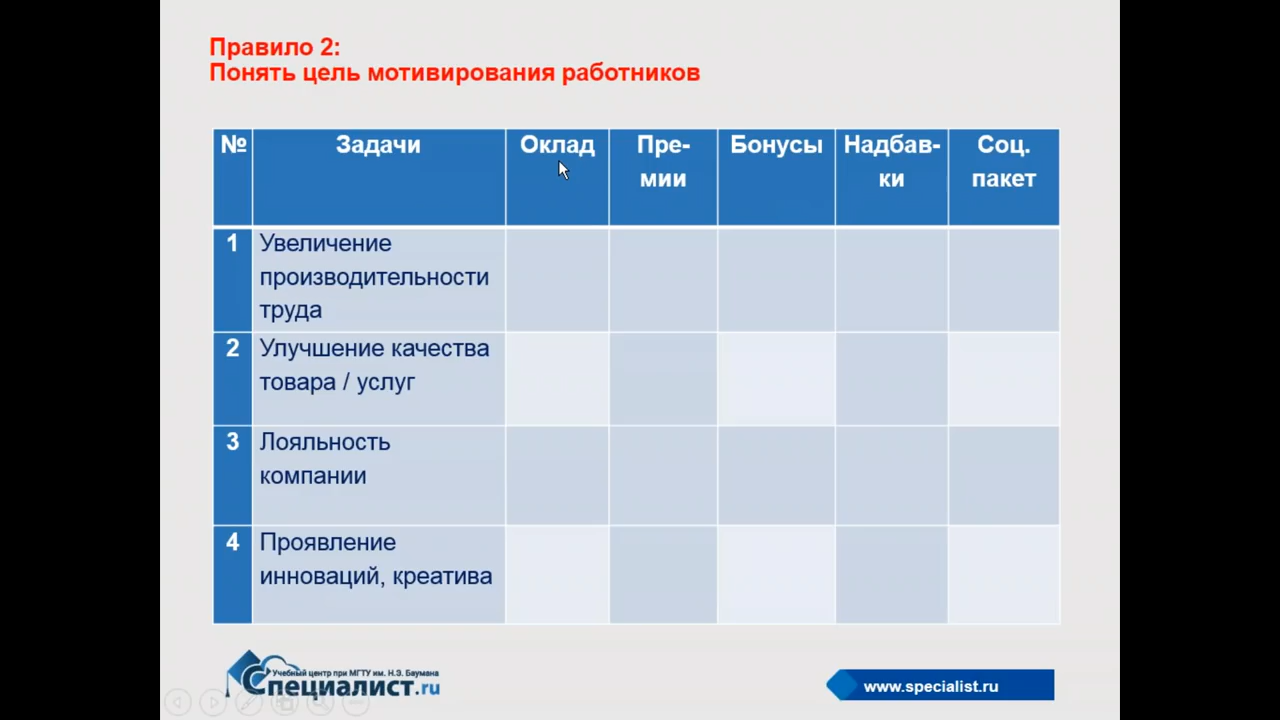 Правило 2:
Понять цель мотивирования работников
№ Задачи Оклад Пре- Бонусы Надбав- Соц.
мии ки пакет
1 Увеличение
производительности
труда
2 Улучшение качества
товара / услуг
3 Лояльность
компании
4 Проявление
инноваций, креатива
Учебный центр при МГТУ им. Н.Э. Баумана
Специалист.ru
www.specialist.ru